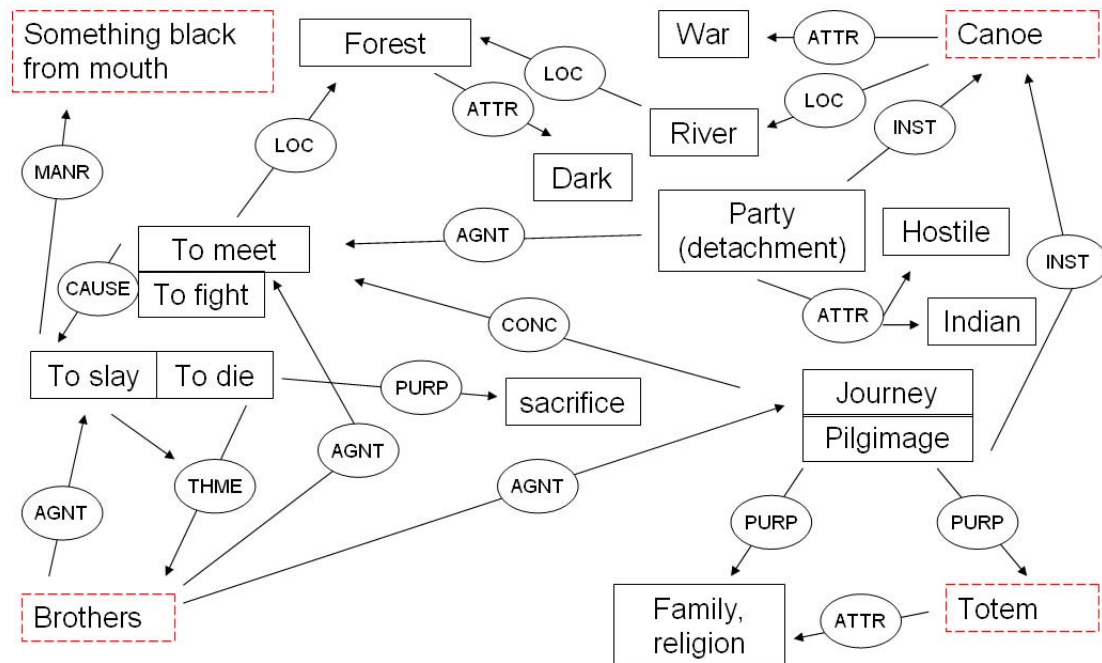 Something black
from mouth
Forest
War
ATTR
Canoe
LOC
LOC
ATTR
River
INST
LOC
MANR
Dark
Party
(detachment)
Hostile
AGNT
To meet
INST
CAUSE
To fight
CONC
ATTR
Indian
To slay
To die
PURP
sacrifice
Journey
Pilgimage
AGNT
THME
AGNT
AGNT
PURP
PURP
Brothers
Family,
religion
ATTR
Totem